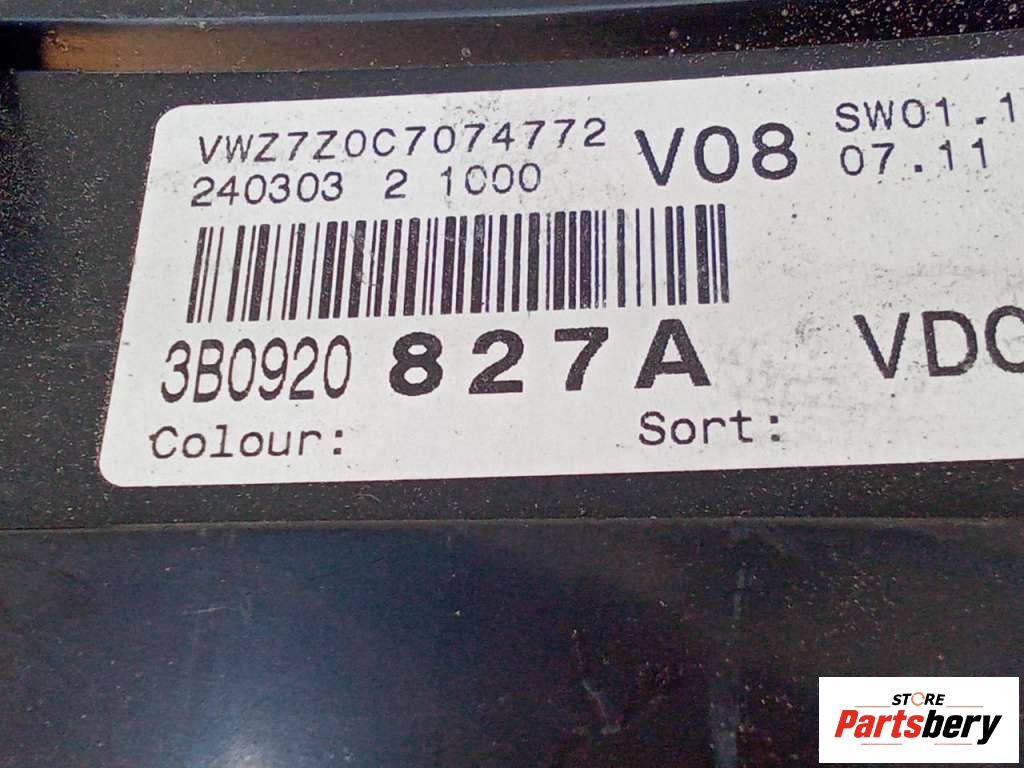 VWZ7Z0C7074772
240303 2 1000
V08
SW01.1
07.11
3B0920 827A
VDO
Colour:
Sort:
STORE
Partsbery